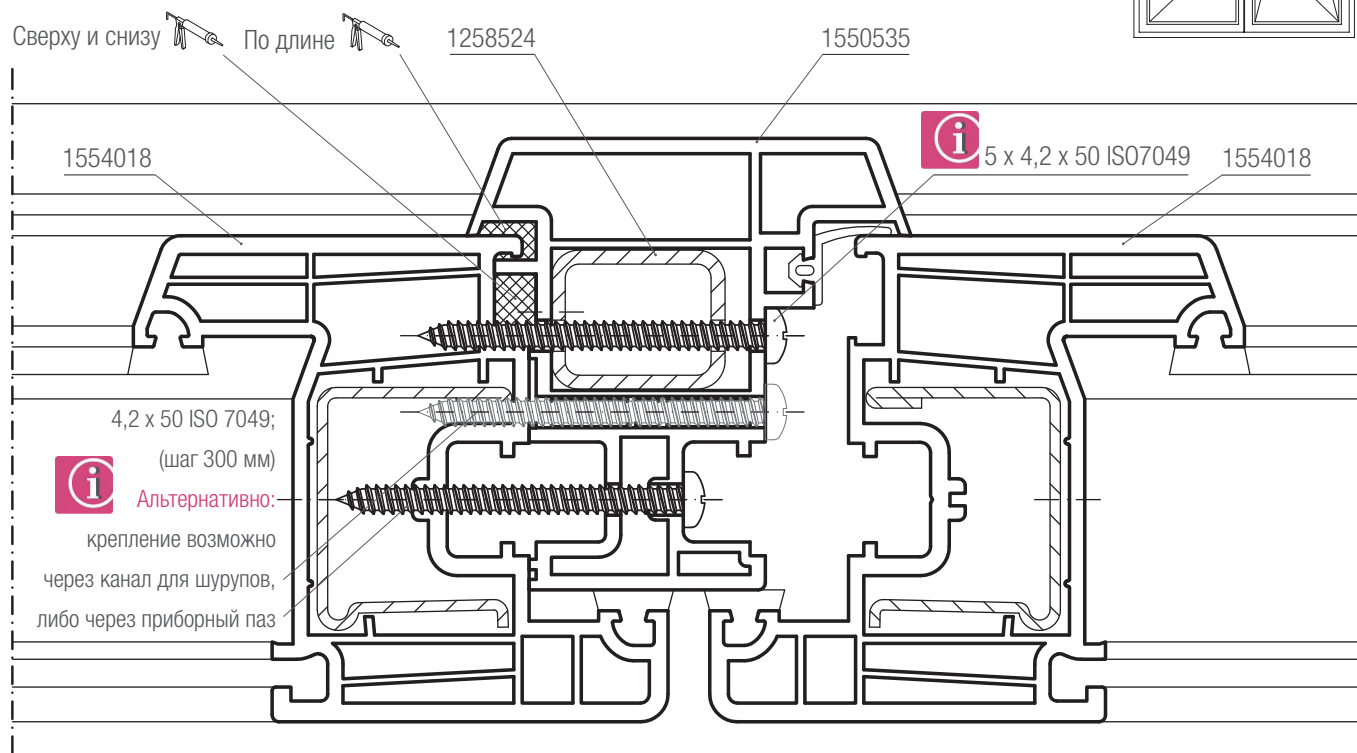 Сверху и снизу
По длине
1258524
1550535
1554018
5 x 4,2 x 50 ISO7049
1554018
4,2 x 50 ISO 7049;
(шаг 300 мм)
Альтернативно:
крепление возможно
через канал для шурупов,
либо через приборный паз